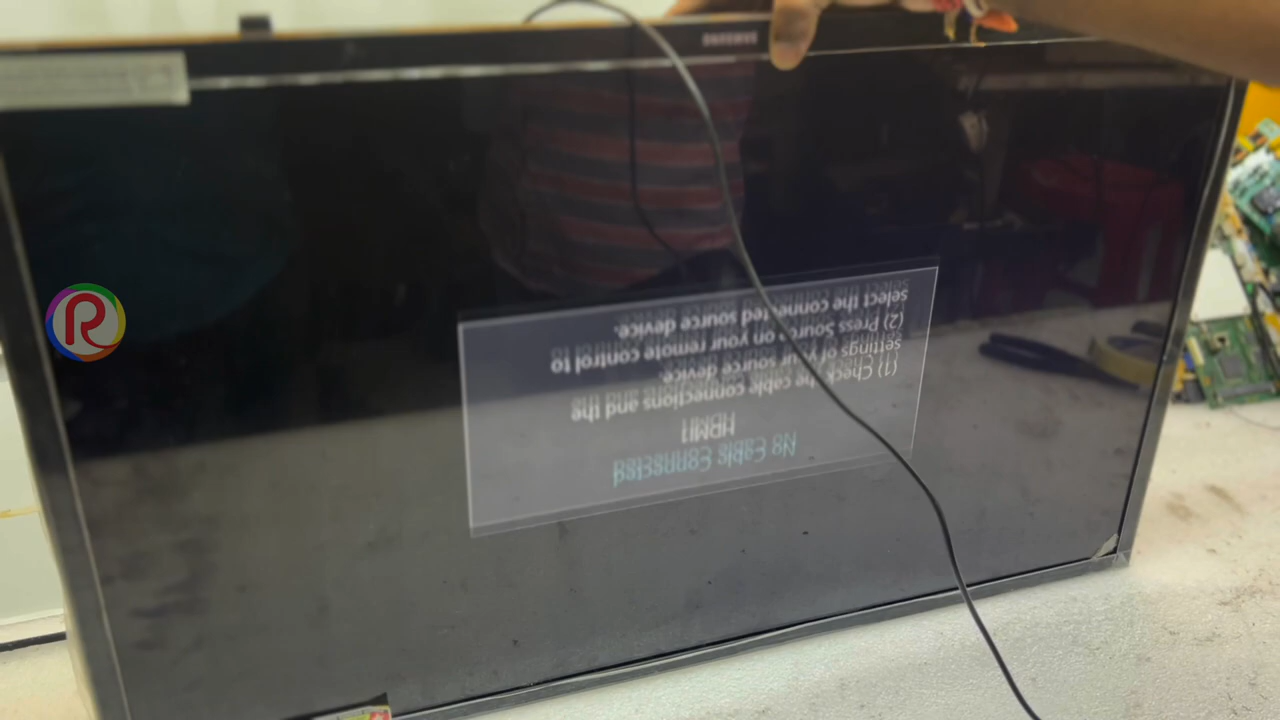 SAMSUNG
No Cable Connected
HDMI1
(1) Check the cable connections and the
settings of your source device.
(2) Press Source on your remote control to
select the connected source device.
R